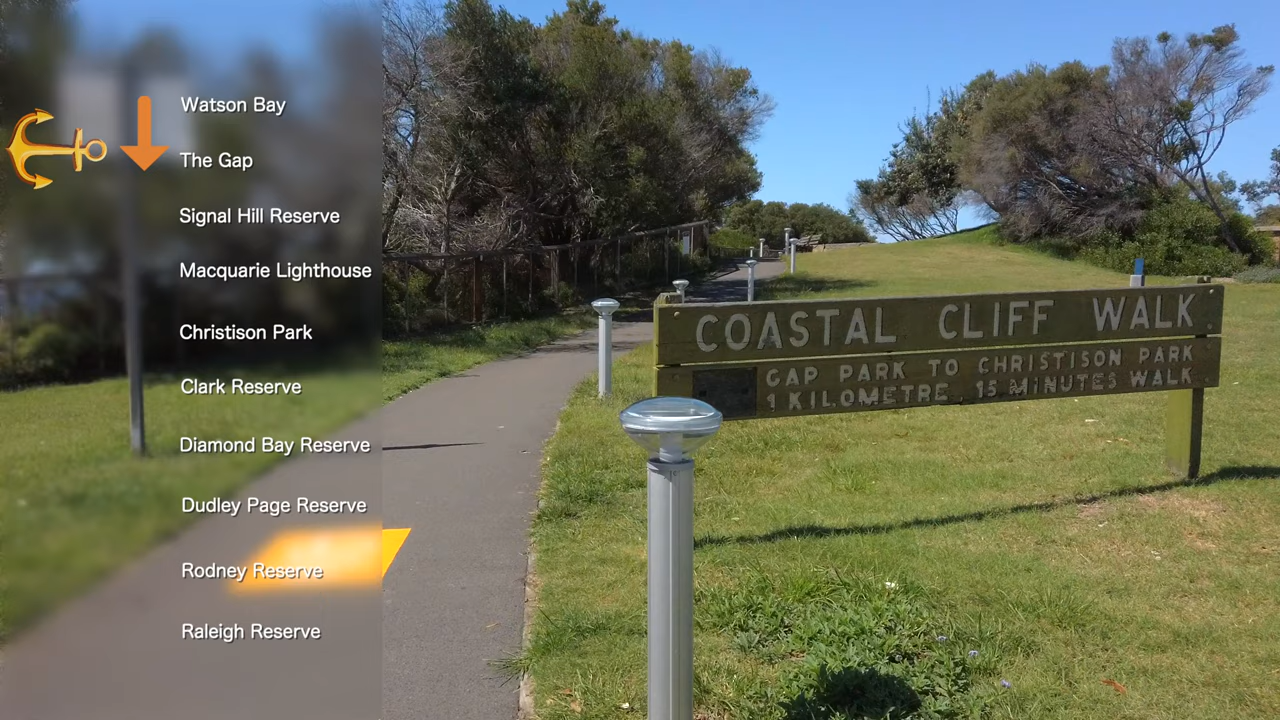 Watson Bay
The Gap
Signal Hill Reserve
Macquarie Lighthouse
Christison Park
Clark Reserve
Diamond Bay Reserve
Dudley Page Reserve
Rodney Reserve
Raleigh Reserve
COASTAL CLIFF WALK
GAP PARK TO CHRISTISON PARK
1 KILOMETRE, 15 MINUTES WALK